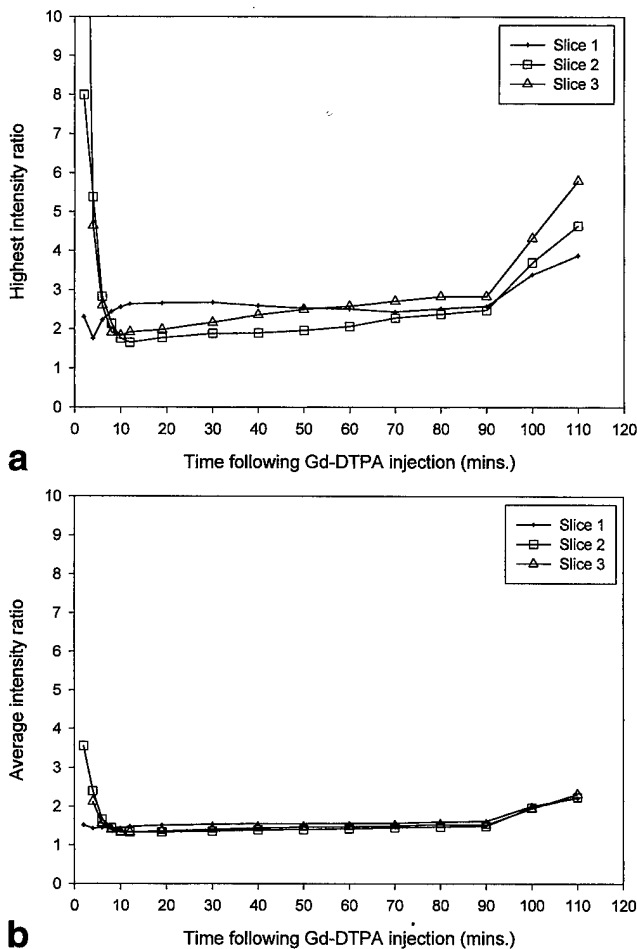 10
9
8
7
6
5
4
3
2
1
0
Highest intensity ratio
Slice 1
Slice 2
Slice 3
0 10 20 30 40 50 60 70 80 90 100 110 120
Time following Gd-DTPA injection (mins.)
a
10
9
8
7
6
5
4
3
2
1
0
Average intensity ratio
Slice 1
Slice 2
Slice 3
0 10 20 30 40 50 60 70 80 90 100 110 120
Time following Gd-DTPA injection (mins.)
b